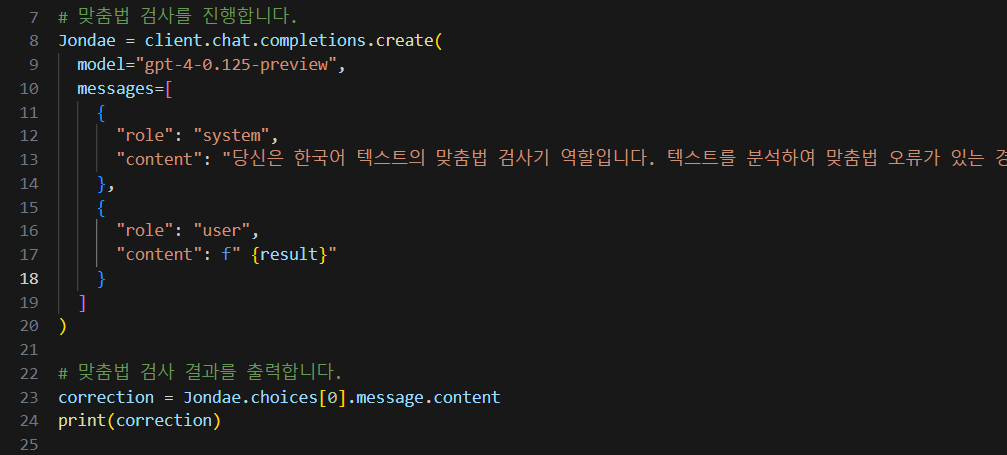 7 # 맞춤법 검사를 진행합니다.
8 Jondae = client.chat.completions.create(
9 model="gpt-4-0.125-preview",
10 messages=[
11 {
12 "role": "system",
13 "content": "당신은 한국어 텍스트의 맞춤법 검사기 역할입니다. 텍스트를 분석하여 맞춤법 오류가 있는 경
14 },
15 {
16 "role": "user",
17 "content": f" {result}"
18 }
19 ]
20 )
21
22 # 맞춤법 검사 결과를 출력합니다.
23 correction = Jondae.choices[0].message.content
24 print(correction)
25